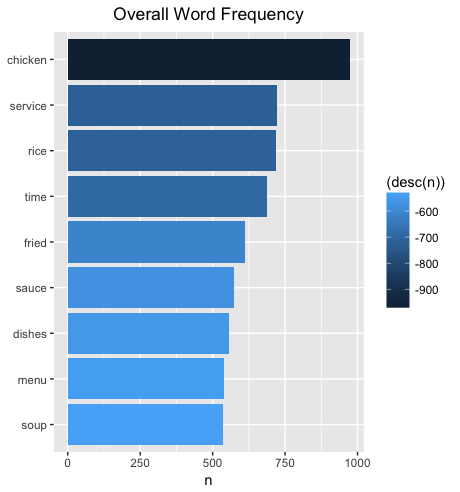 Overall Word Frequency
chicken
service
rice
time
fried
sauce
dishes
menu
soup
0 250 500 750 1000
n
(desc(n))
-600
-700
-800
-900